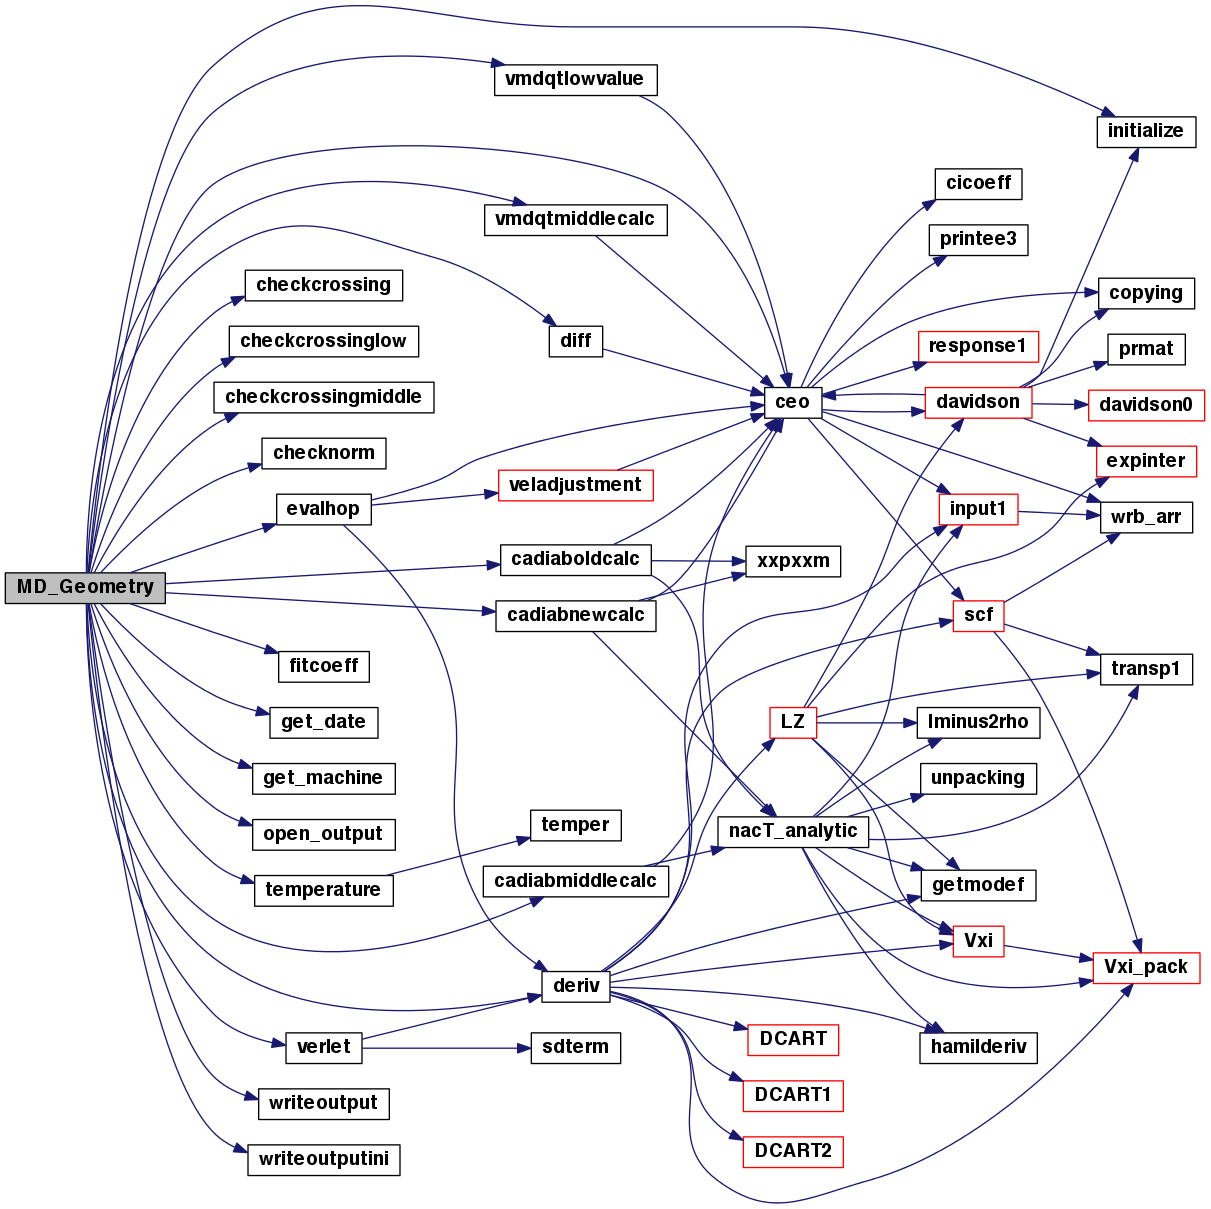 MD_Geometry
vmdqtlowvalue
vmdqtmiddlecalc
checkcrossing
checkcrossinglow
checkcrossingmiddle
checknorm
evalhop
fitcoeff
get_date
get_machine
open_output
temperature
verlet
writeoutput
writeoutputini
diff
veladjustment
cadiaboldcalc
cadiabnewcalc
temper
cadiabmiddlecalc
deriv
sdterm
ceo
xxpxxm
LZ
nacT_analytic
DCART
DCART1
DCART2
cicoeff
printee3
response1
davidson
input1
scf
lminus2rho
unpacking
getmodef
Vxi
hamilderiv
initialize
copying
prmat
davidson0
expinter
wrb_arr
transp1
Vxi_pack